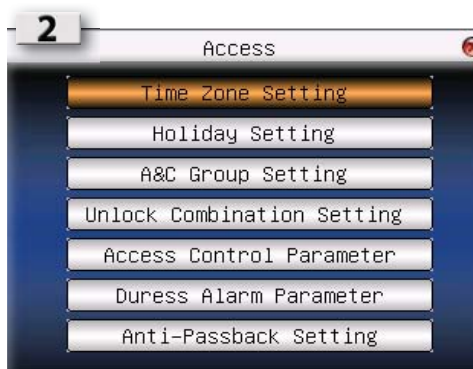 2
Access
Time Zone Setting
Holiday Setting
A&C Group Setting
Unlock Combination Setting
Access Control Parameter
Duress Alarm Parameter
Anti-Passback Setting